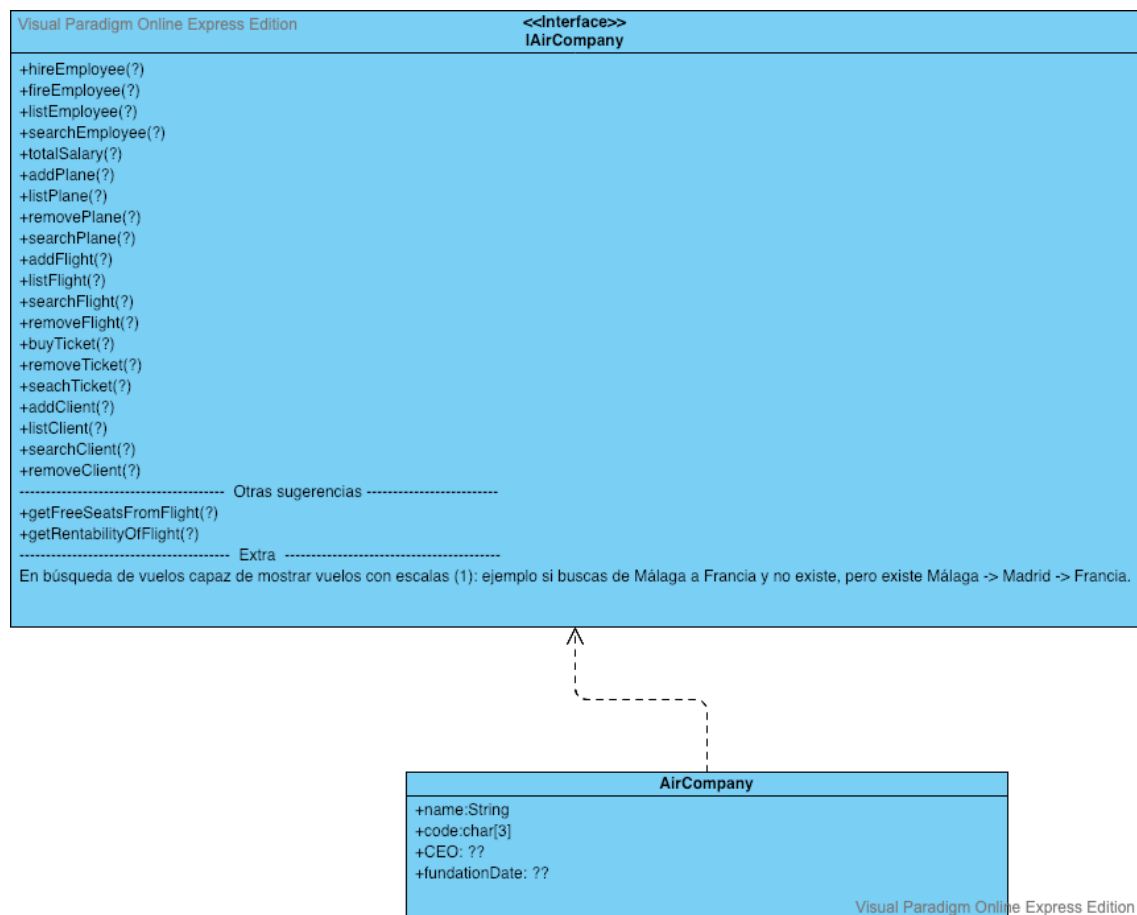 Visual Paradigm Online Express Edition
<<Interface>>
IAirCompany
+hireEmployee(?)
+fireEmployee(?)
+listEmployee(?)
+searchEmployee(?)
+totalSalary(?)
+addPlane(?)
+listPlane(?)
+removePlane(?)
+searchPlane(?)
+addFlight(?)
+listFlight(?)
+searchFlight(?)
+removeFlight(?)
+buyTicket(?)
+removeTicket(?)
+seachTicket(?)
+addClient(?)
+listClient(?)
+searchClient(?)
+removeClient(?)
--------------------------------------- Otras sugerencias -------------------------
+getFreeSeatsFromFlight(?)
+getRentabilityOfFlight(?)
---------------------------------------- Extra -----------------------------------------
En búsqueda de vuelos capaz de mostrar vuelos con escalas (1): ejemplo si buscas de Málaga a Francia y no existe, pero existe Málaga -> Madrid -> Francia.
AirCompany
+name:String
+code:char[3]
+CEO: ??
+fundationDate: ??
Visual Paradigm Online Express Edition